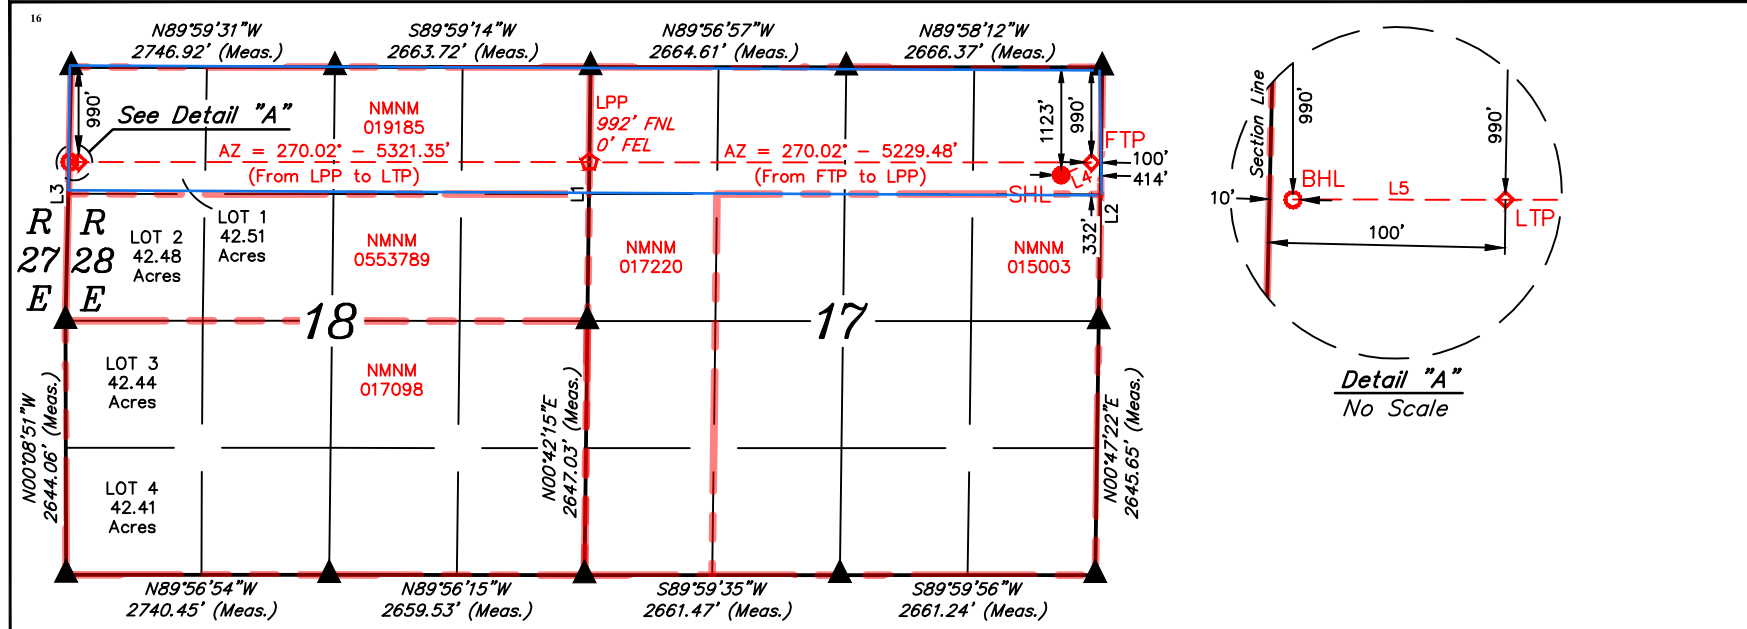 16
N89°59'31"W
2746.92' (Meas.)
S89°59'14"W
2663.72' (Meas.)
N89°56'57"W
2664.61' (Meas.)
N89°58'12"W
2666.37' (Meas.)
990'
See Detail "A"
NMNM
019185
LPP
992' FNL
0' FEL
1123'
990'
FTP
100'
414'
AZ = 270.02° - 5321.35'
(From LPP to LTP)
AZ = 270.02° - 5229.48'
(From FTP to LPP)
L4
SHL
L3
L1
L2
332'
R R
27 28
E E
LOT 1
42.51
Acres
LOT 2
42.48
Acres
NMNM
0553789
NMNM
017220
NMNM
015003
18
17
LOT 3
42.44
Acres
NMNM
017098
LOT 4
42.41
Acres
N00°08'51"W
2644.06' (Meas.)
N00°42'15"E
2647.03' (Meas.)
N00°47'22"E
2645.65' (Meas.)
N89°56'54"W
2740.45' (Meas.)
N89°56'15"W
2659.53' (Meas.)
S89°59'35"W
2661.47' (Meas.)
S89°59'56"W
2661.24' (Meas.)
Section Line
990'
990'
BHL
L5
10'
LTP
100'
Detail "A"
No Scale